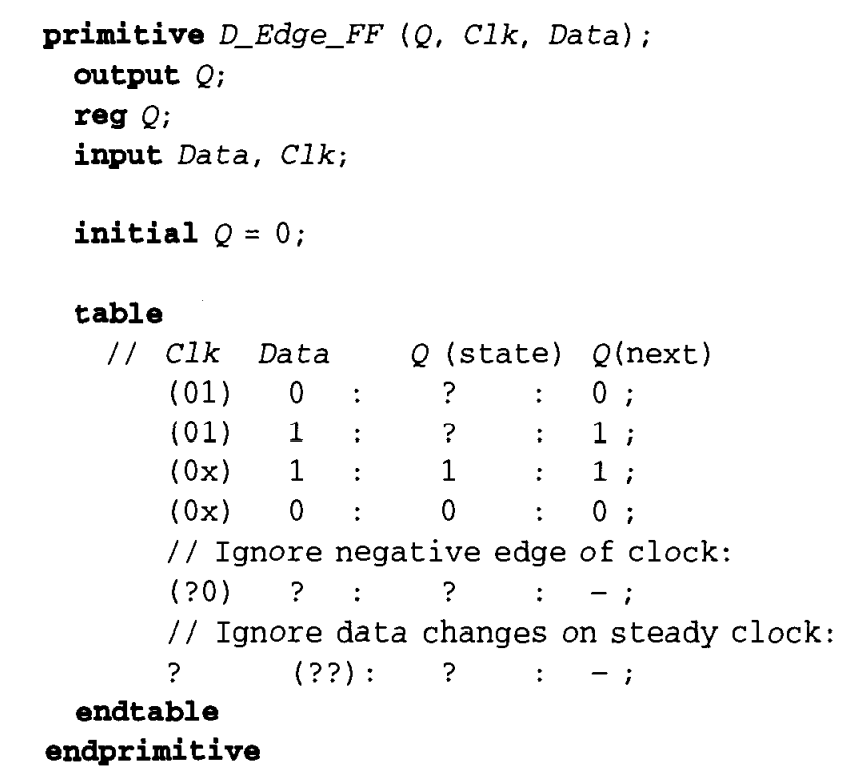 primitive D_Edge_FF (Q, Clk, Data);
output Q;
reg Q;
input Data, Clk;
initial Q = 0;
table
// Clk Data Q (state) Q(next)
(01) 0 : ? : 0 ;
(01) 1 : ? : 1 ;
(0x) 1 : 1 : 1 ;
(0x) 0 : 0 : 0 ;
// Ignore negative edge of clock:
(?0) ? : ? : – ;
// Ignore data changes on steady clock:
? (??): ? : – ;
endtable
endprimitive